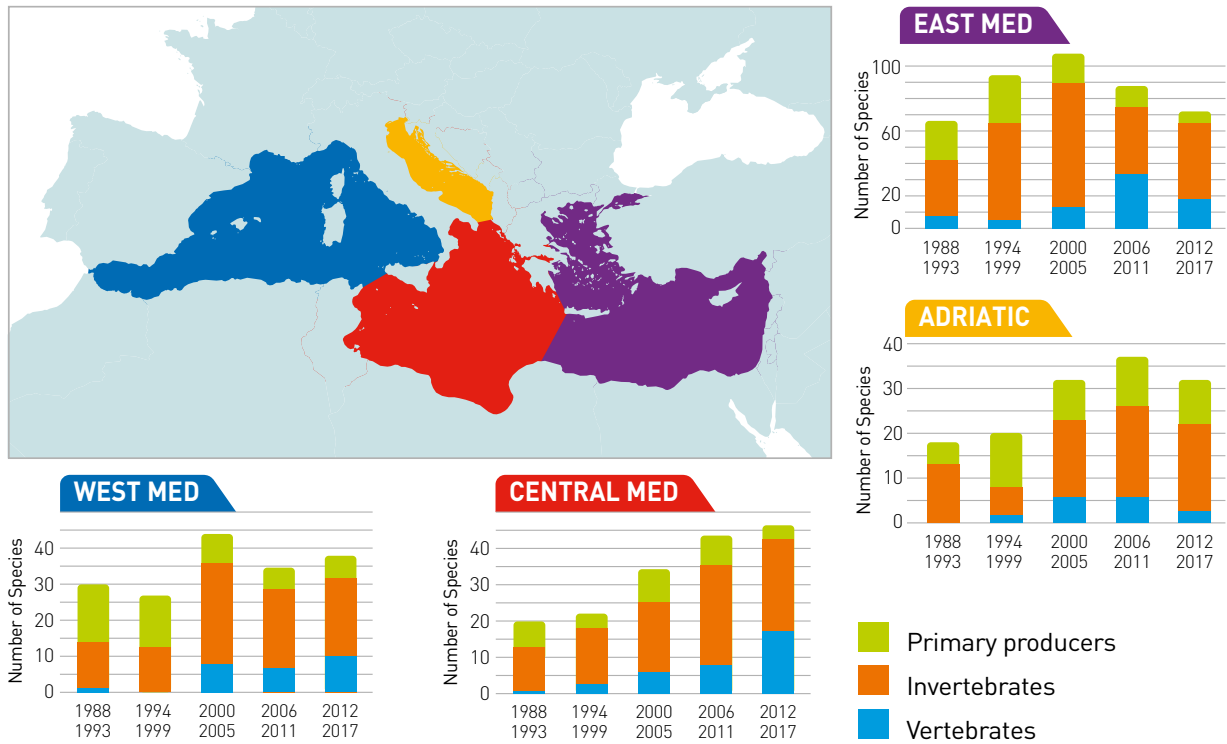 EAST MED
Number of Species
100
60
20
0
1988 1994 2000 2006 2012
1993 1999 2005 2011 2017
ADRIATIC
Number of Species
40
30
20
10
0
1988 1994 2000 2006 2012
1993 1999 2005 2011 2017
WEST MED
Number of Species
40
30
20
10
0
1988 1994 2000 2006 2012
1993 1999 2005 2011 2017
CENTRAL MED
Number of Species
40
30
20
10
0
1988 1994 2000 2006 2012
1993 1999 2005 2011 2017
Primary producers
Invertebrates
Vertebrates